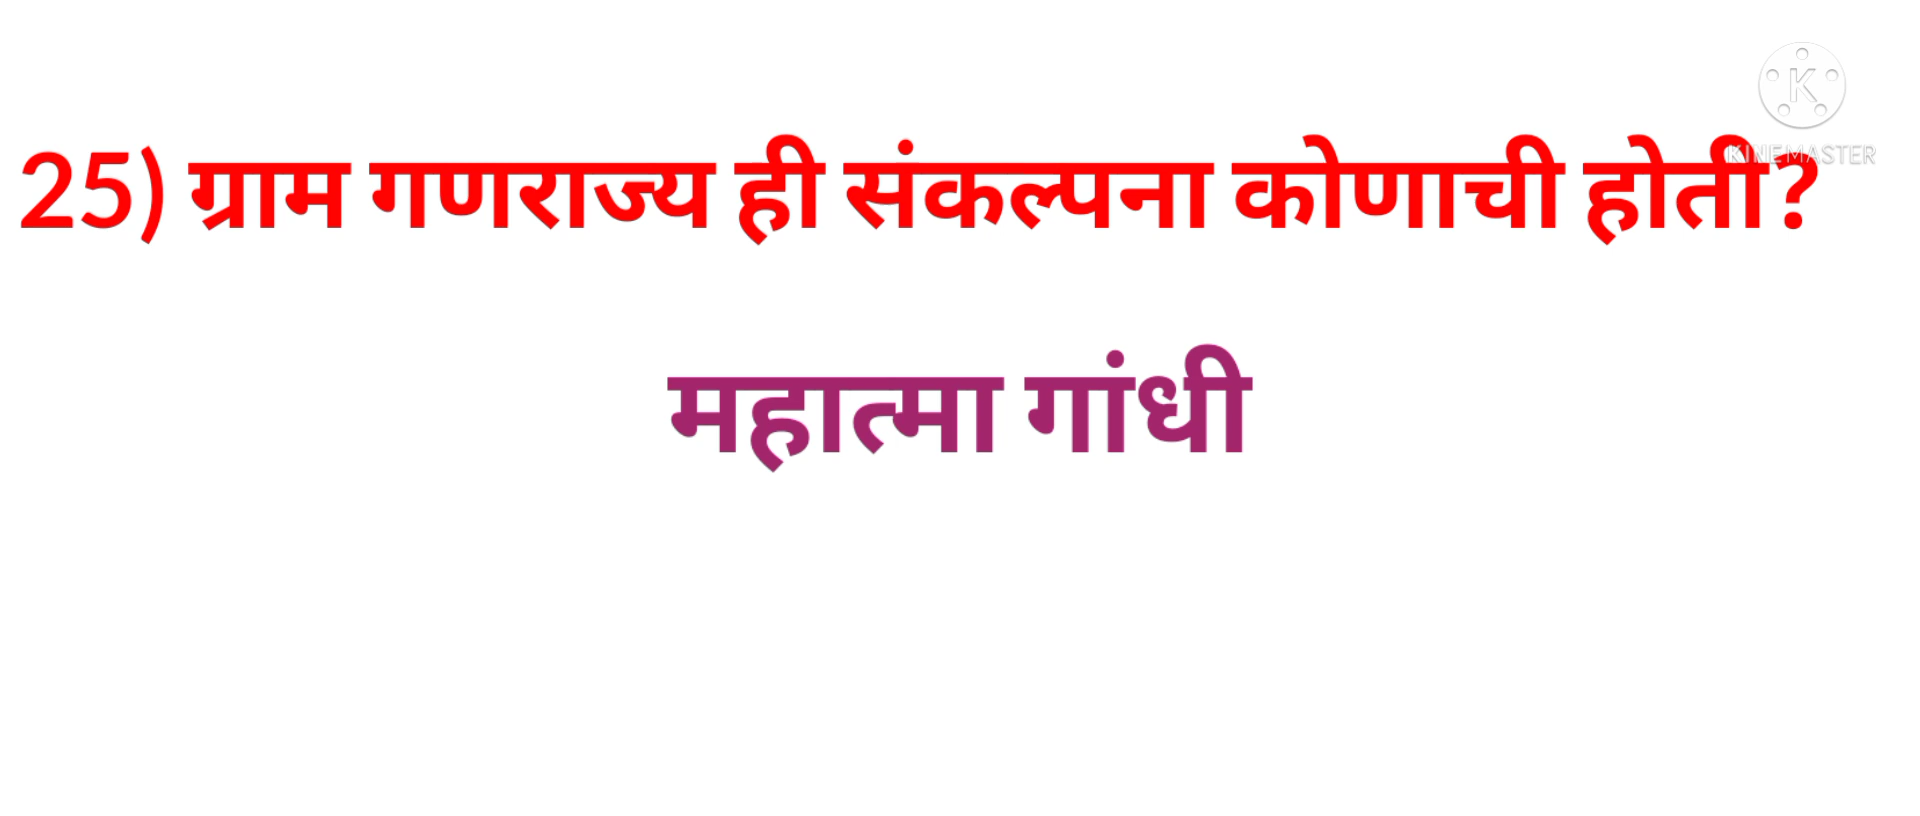 KINEMASTER
25) ग्राम गणराज्य ही संकल्पना कोणाची होती?
महात्मा गांधी